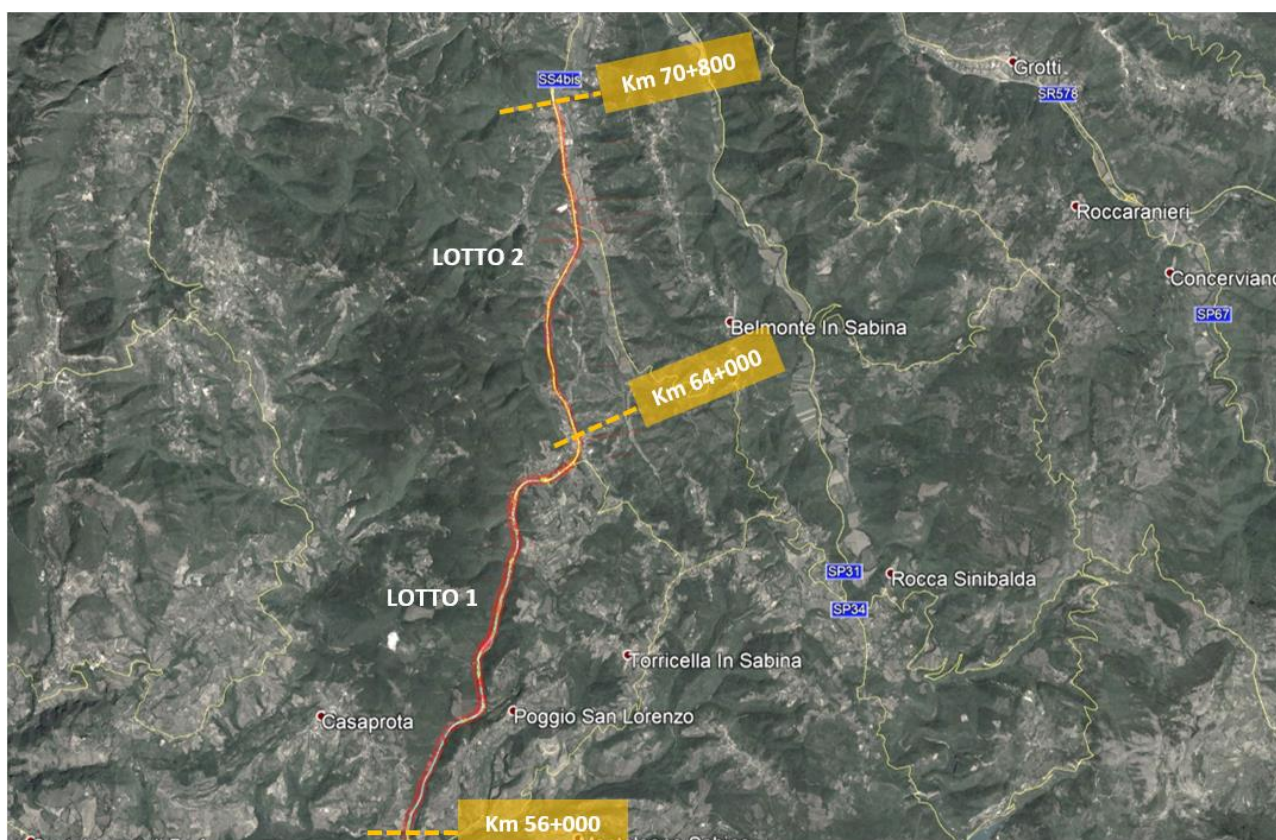 SS4bis
Km 70+800
Grotti
SR578
Roccaranieri
LOTTO 2
Concerviano
SP67
Belmonte In Sabina
Km 64+000
LOTTO 1
SP31
Rocca Sinibalda
SP34
Torricella In Sabina
Casaprota
Poggio San Lorenzo
Km 56+000